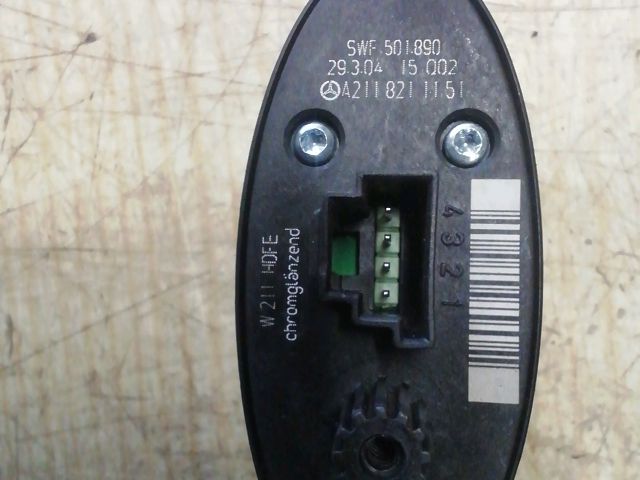 SWF 501.890
29.3.04 15 002
A211 821 11 51
4 3 2 1
W 211 HDFE
chromglänzend